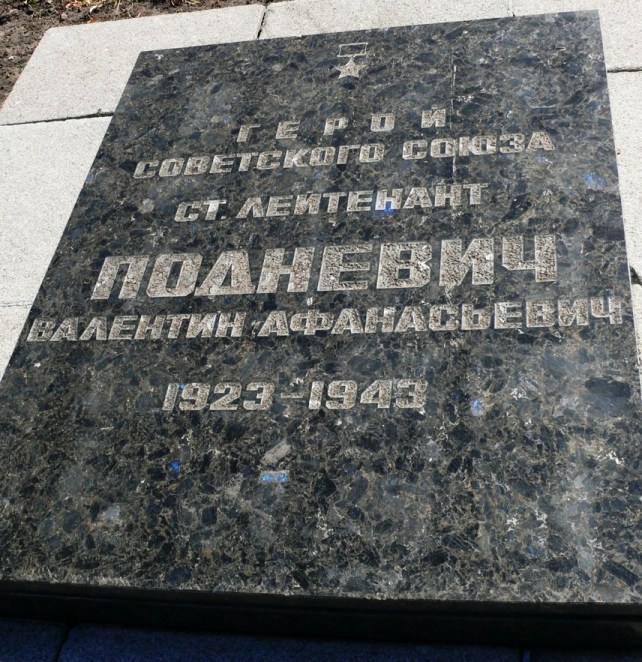 ГЕРОЙ
СОВЕТСКОГО СОЮЗА
СТ. ЛЕЙТЕНАНТ
ПОДНЕВИЧ
ВАЛЕНТИН АФАНАСЬЕВИЧ
1923-1943